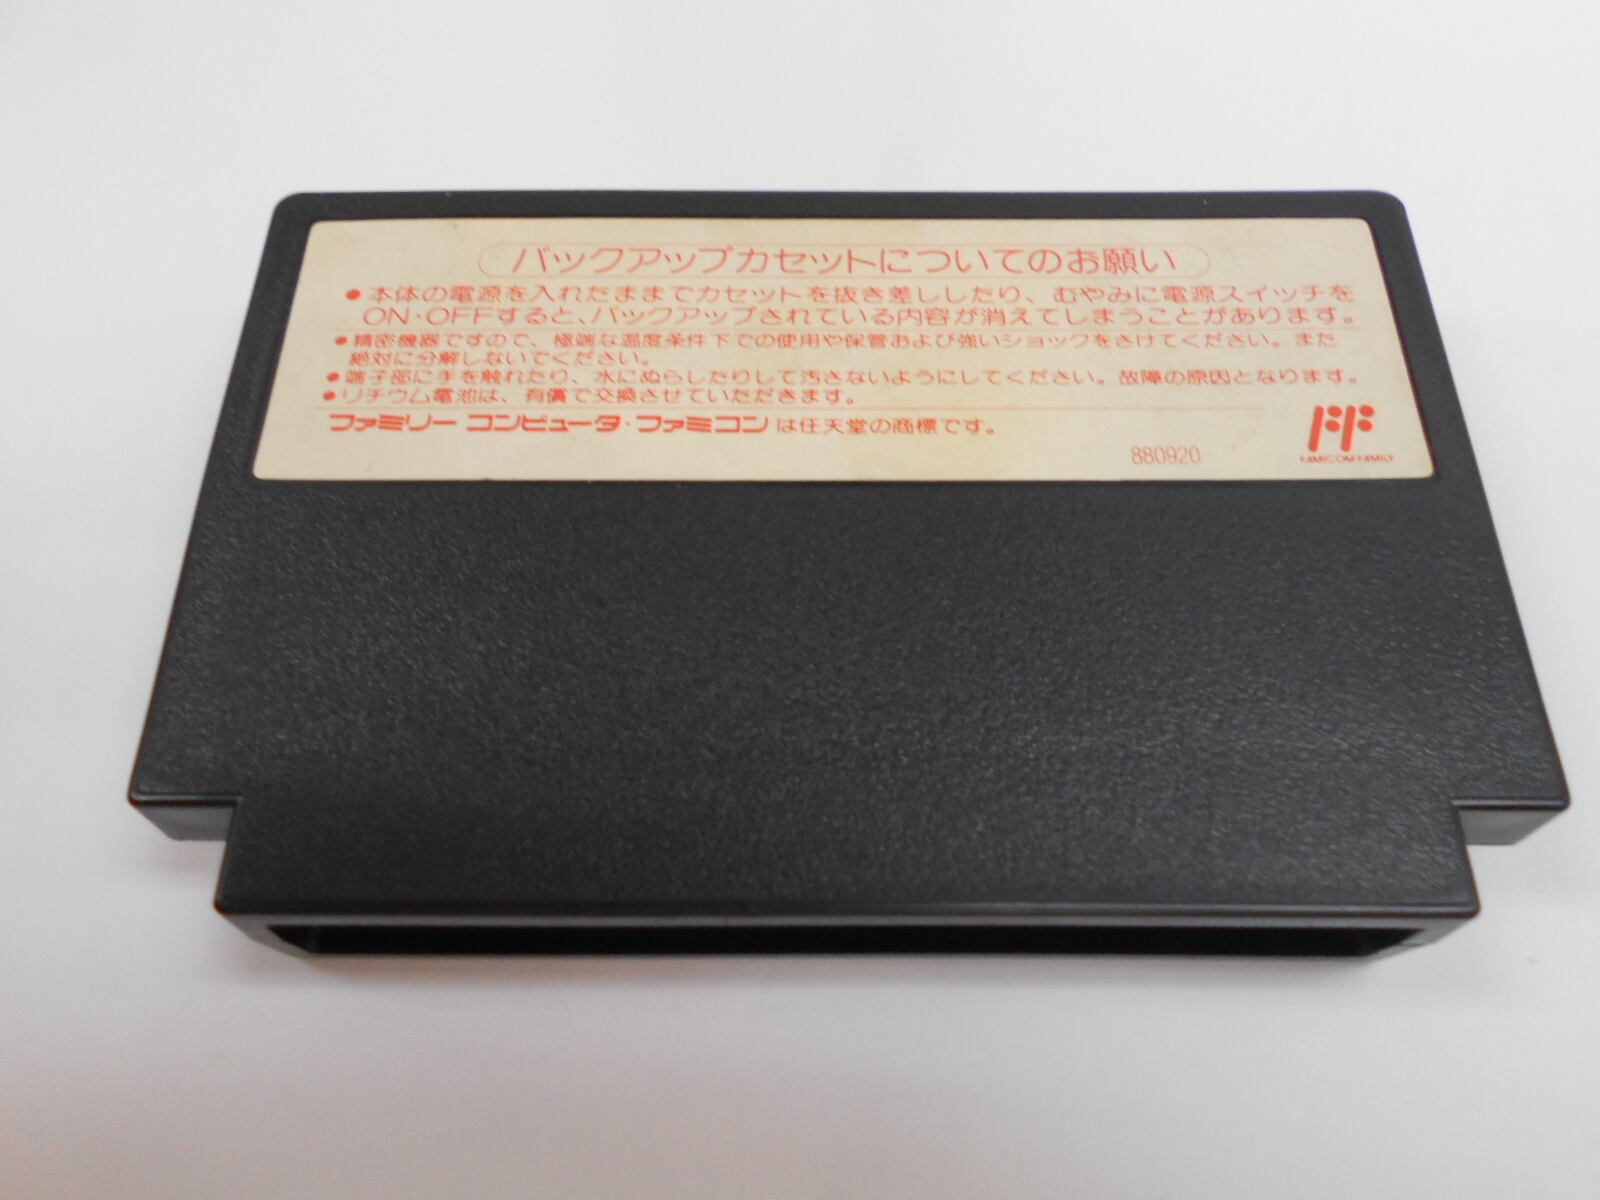 バックアップカセットについてのお願い
●本体の電源を入れたままでカセットを抜き差ししたり、むやみに電源スイッチを
ON・OFFすると、バックアップされている内容が消えてしまうことがあります。
●精密機器ですので、極端な温度条件下での使用や保管および強いショックをさけてください。また
絶対に分解しないでください。
●端子部に手を触れたり、水にぬらしたりして汚さないようにしてください。故障の原因となります。
●リチウム電池は、有償で交換させていただきます。
ファミリー コンピュータ・ファミコンは任天堂の商標です。
880920
FAMICOM FAMILY